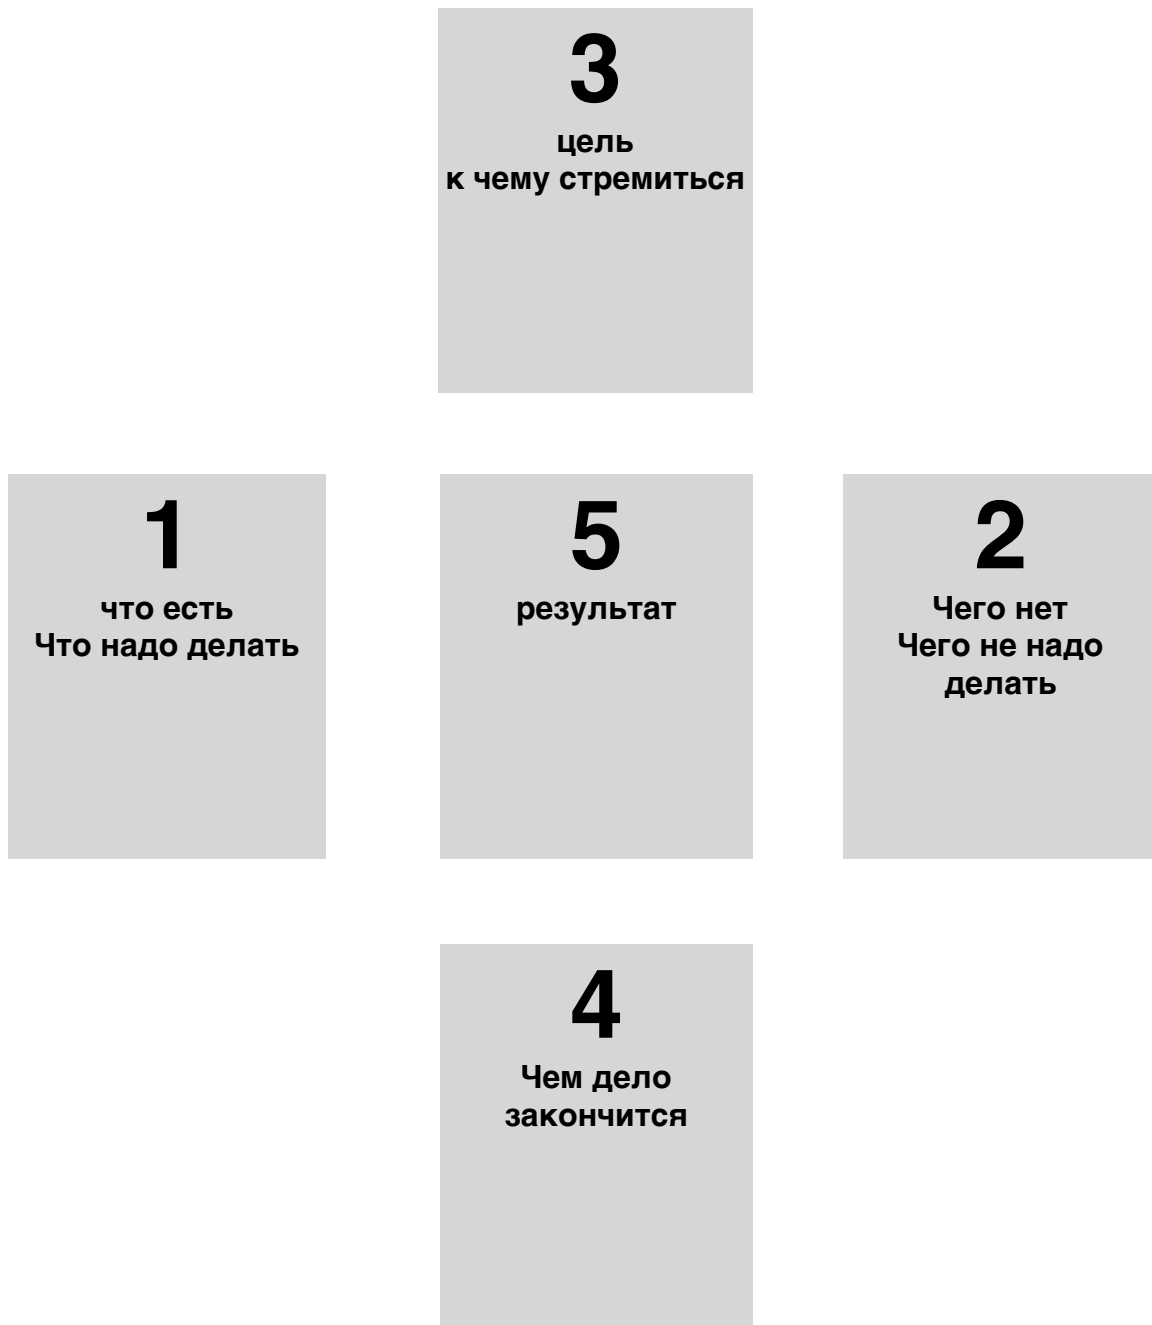 3
цель
к чему стремиться
1
что есть
Что надо делать
5
результат
2
Чего нет
Чего не надо
делать
4
Чем дело
закончится